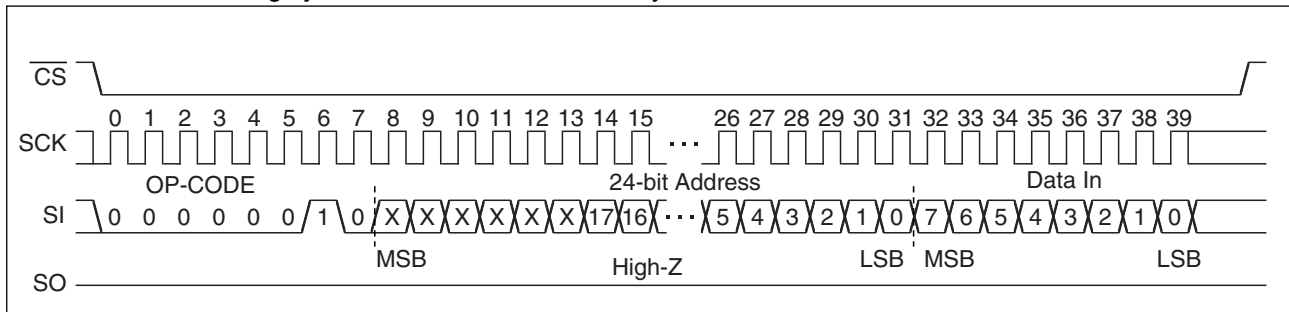 CS
0 1 2 3 4 5 6 7 8 9 10 11 12 13 14 15 26 27 28 29 30 31 32 33 34 35 36 37 38 39
SCK ...
OP-CODE 24-bit Address Data In
SI 0 0 0 0 0 0 1 0 X X X X X X 17 16 ... 5 4 3 2 1 0 7 6 5 4 3 2 1 0
MSB High-Z LSB MSB LSB
SO